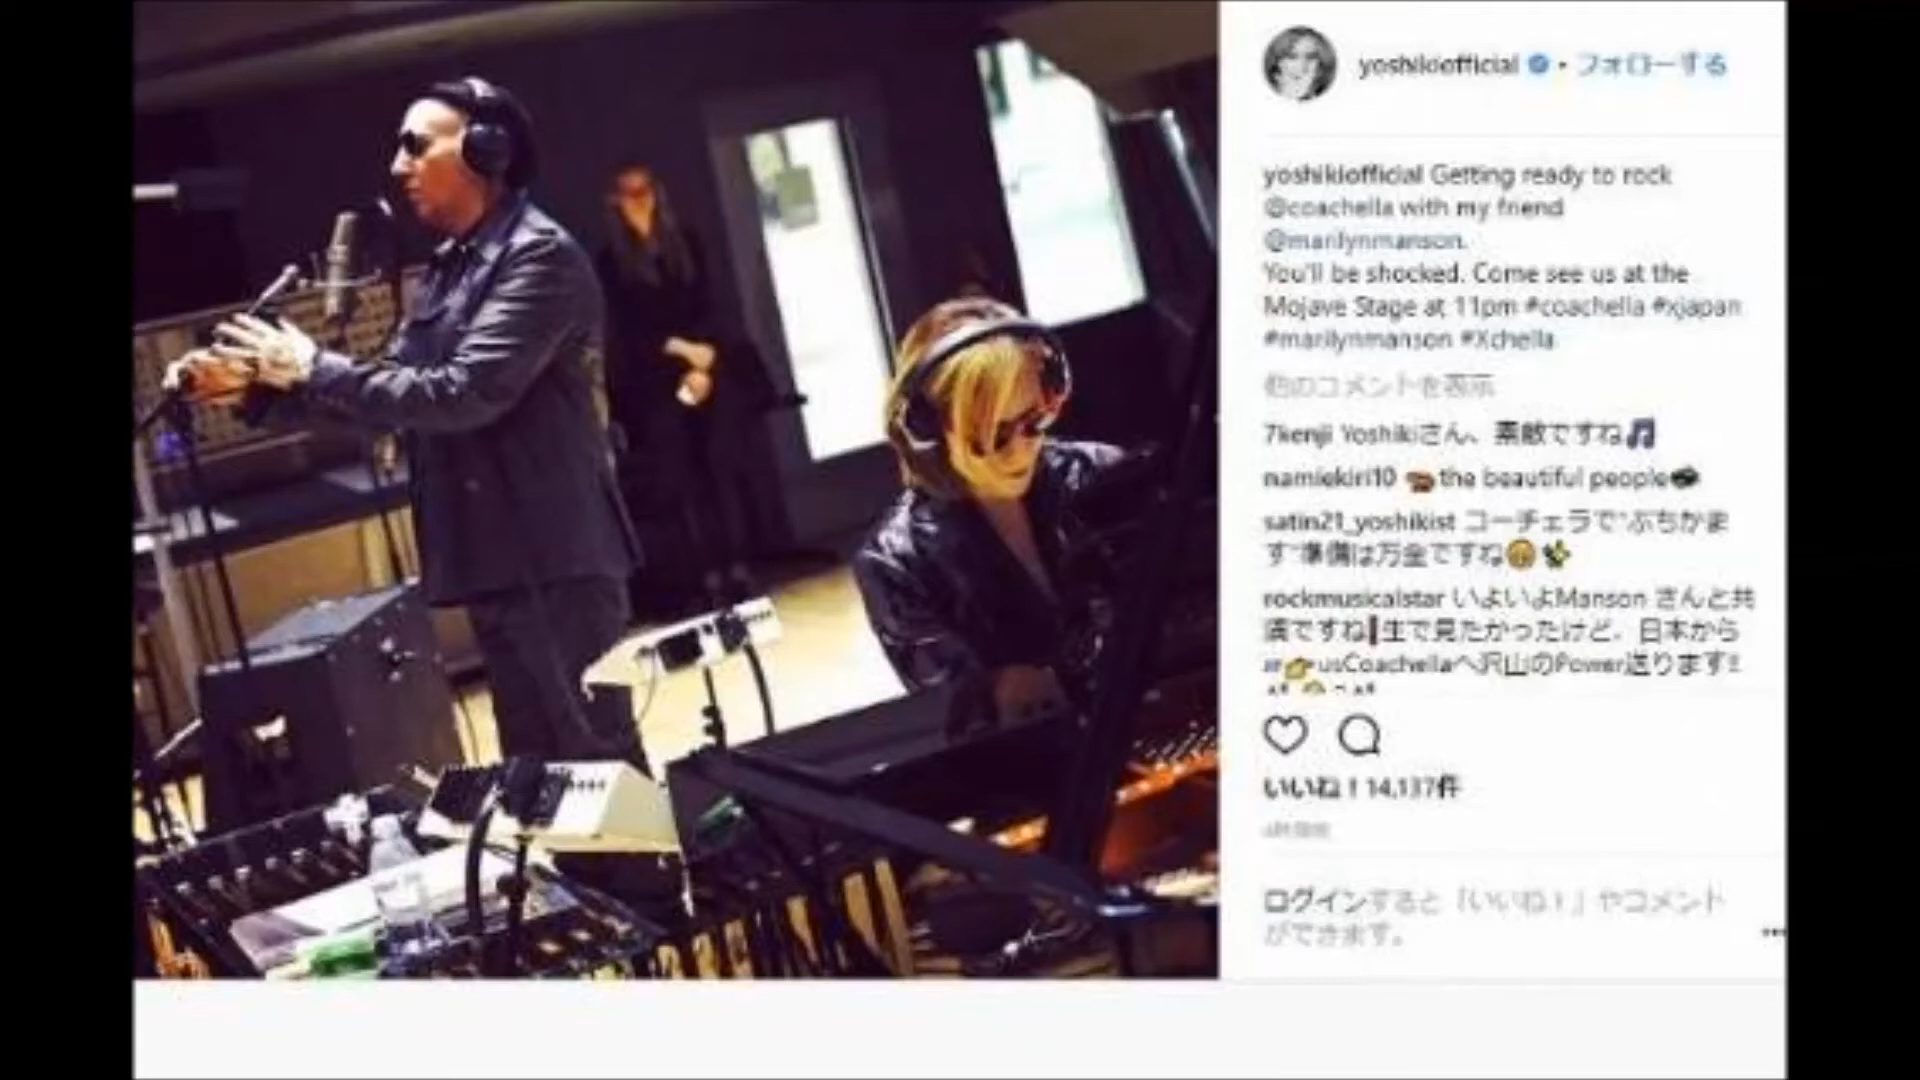 yoshikiofficial • フォローする
yoshikiofficial Getting ready to rock
@coachella with my friend
@marilynmanson.
You'll be shocked. Come see us at the
Mojave Stage at 11pm #coachella #xjapan
#marilynmanson #Xchella
他のコメントを表示
7kenji Yoshikiさん、素敵ですね🎵
namiekiri10 the beautiful people
satin21_yoshikist コーチェラで"ぶちかま
す"準備は万全ですね
rockmusicalstar いよいよManson さんと共
演ですね 生で見たかったけど、日本から
Coachellaへ沢山のPower送ります!!
いいね！14,137件
ログインすると「いいね！」やコメント
ができます。